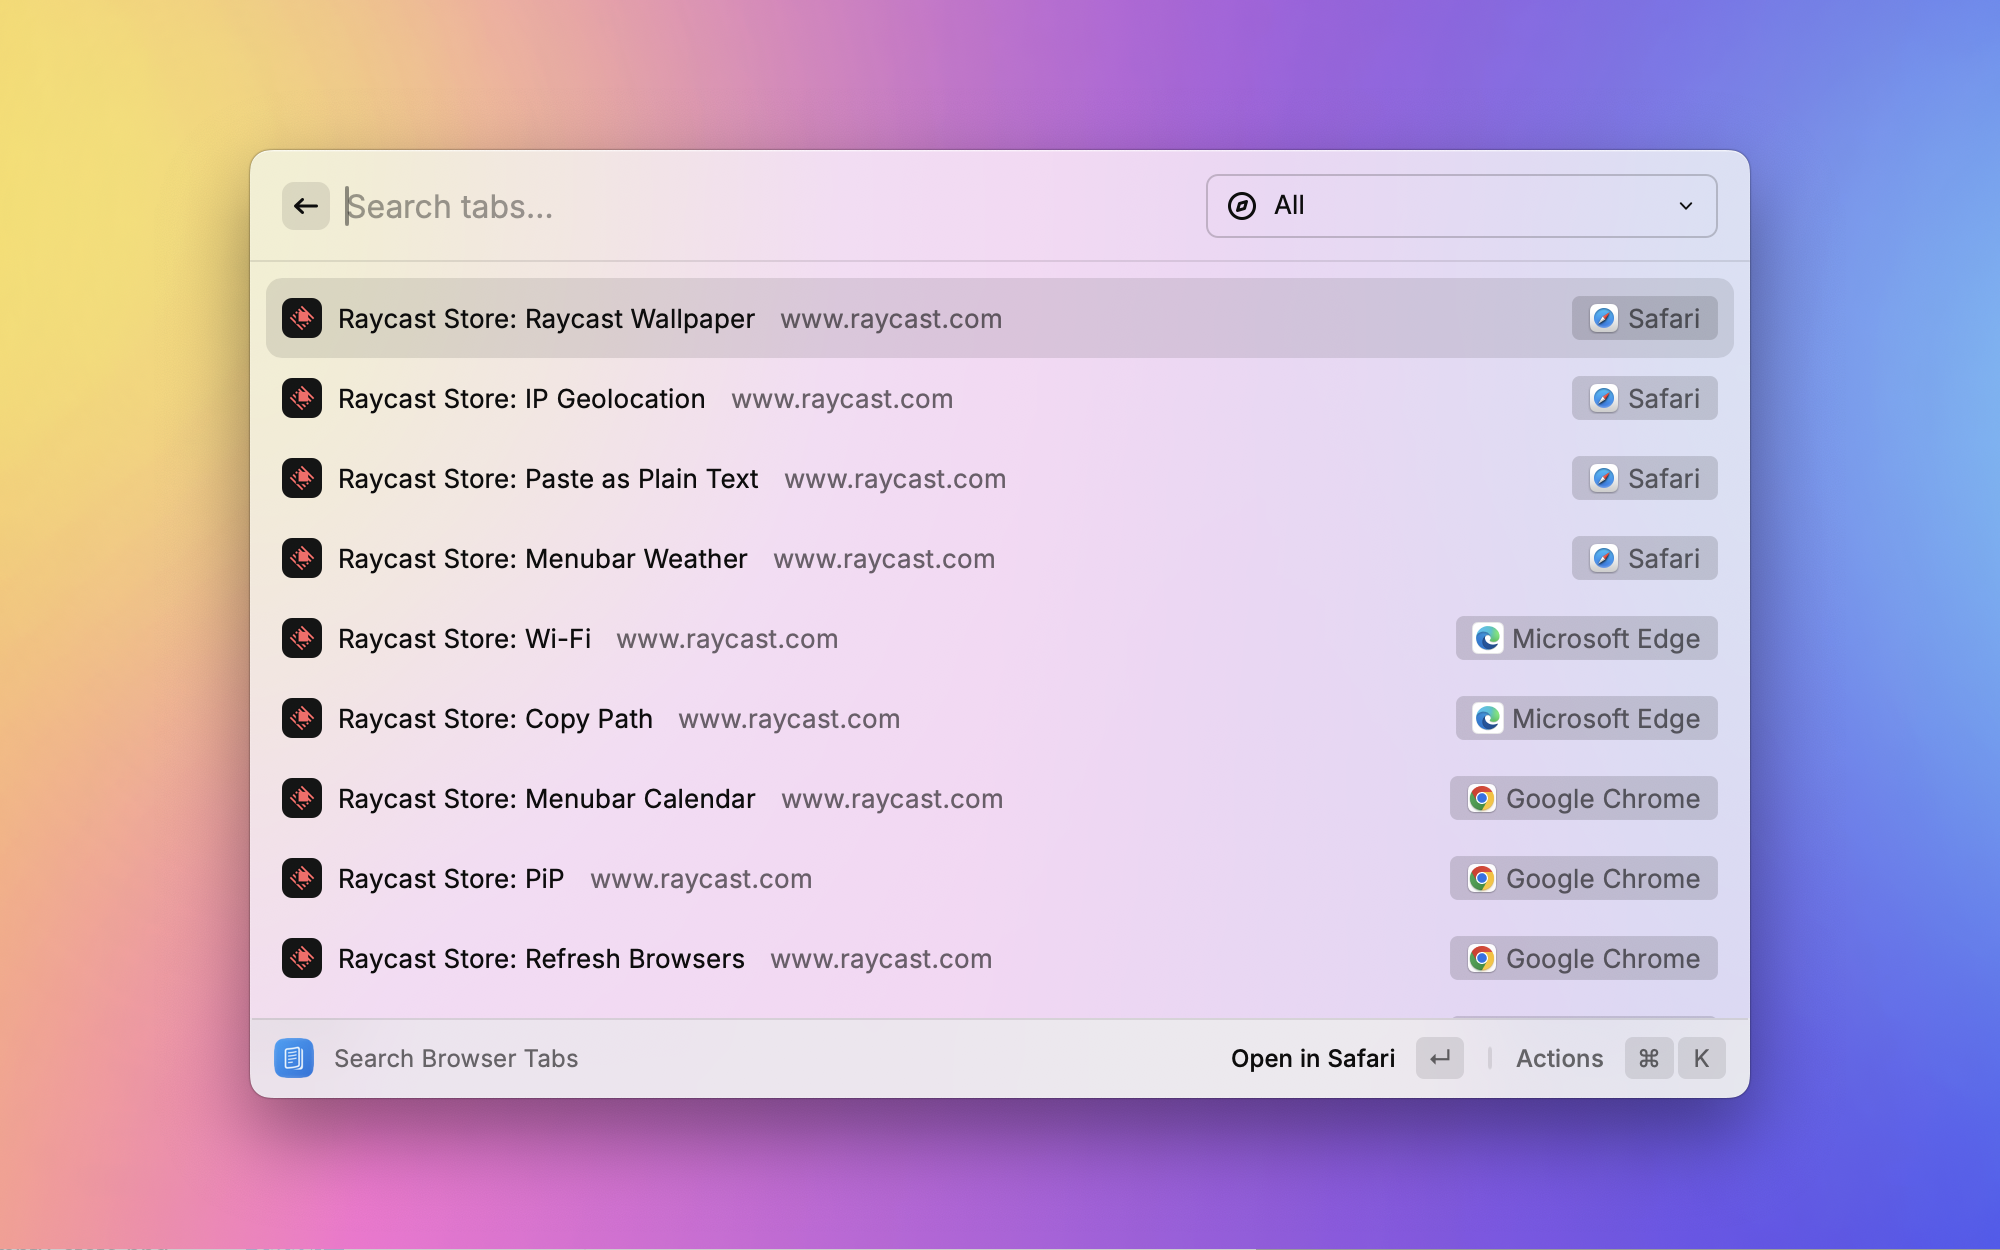 Search tabs...
All
Raycast Store: Raycast Wallpaper www.raycast.com Safari
Raycast Store: IP Geolocation www.raycast.com Safari
Raycast Store: Paste as Plain Text www.raycast.com Safari
Raycast Store: Menubar Weather www.raycast.com Safari
Raycast Store: Wi-Fi www.raycast.com Microsoft Edge
Raycast Store: Copy Path www.raycast.com Microsoft Edge
Raycast Store: Menubar Calendar www.raycast.com Google Chrome
Raycast Store: PiP www.raycast.com Google Chrome
Raycast Store: Refresh Browsers www.raycast.com Google Chrome
Search Browser Tabs Open in Safari ↵ Actions ⌘ K